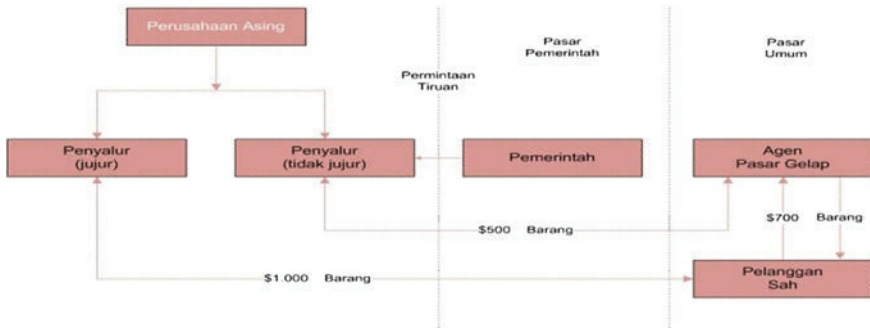 Perusahaan Asing
Pasar
Pemerintah
Pasar
Umum
Permintaan
Tiruan
Penyalur
(jujur)
Penyalur
(tidak jujur)
Pemerintah
Agen
Pasar Gelap
$500 Barang
$700 Barang
$1.000 Barang
Pelanggan
Sah